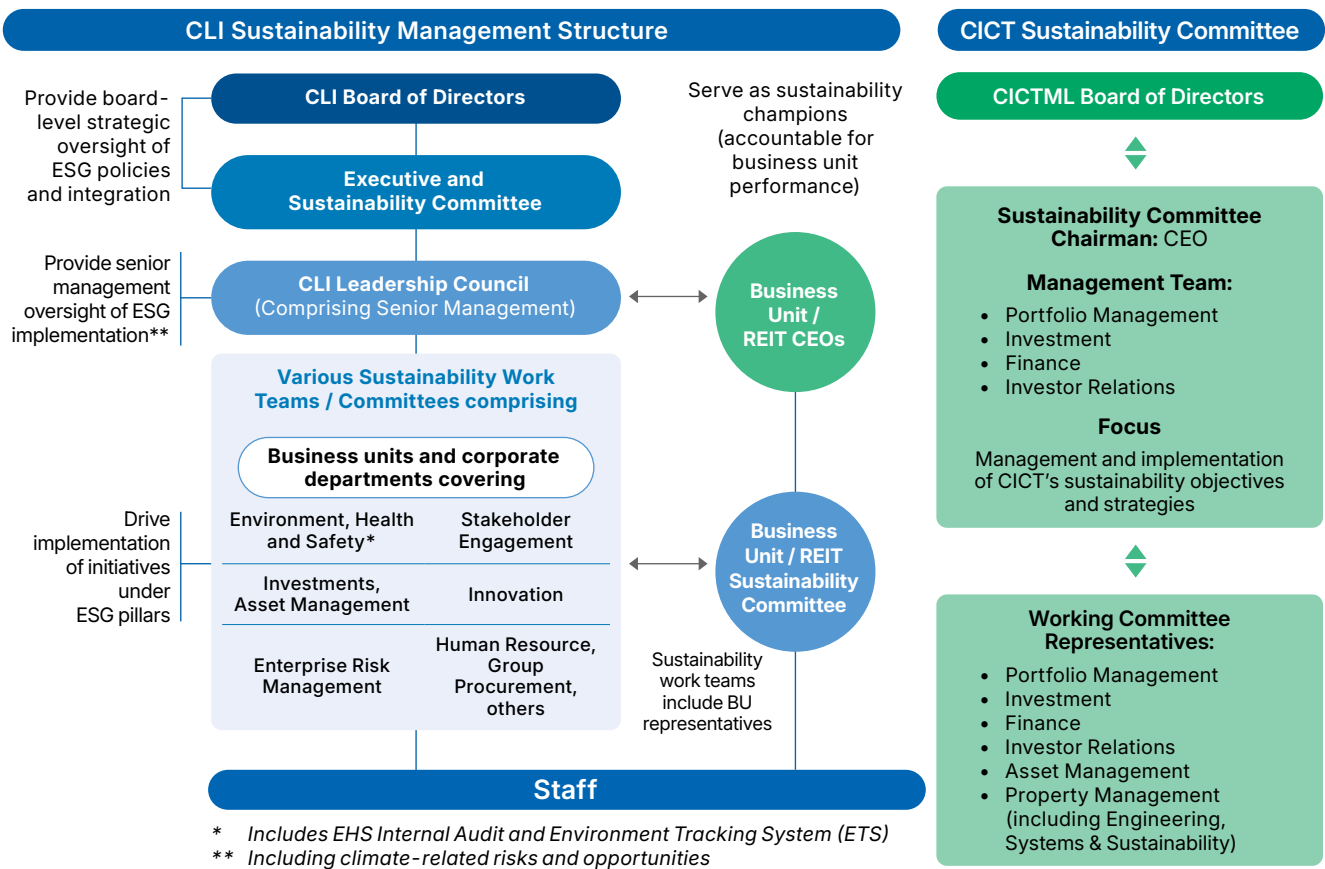 CLI Sustainability Management Structure
Provide board-
level strategic
oversight of
ESG policies
and integration
CLI Board of Directors
Executive and
Sustainability Committee
Serve as sustainability
champions
(accountable for
business unit
performance)
Provide senior
management
oversight of ESG
implementation**
CLI Leadership Council
(Comprising Senior Management)
Business
Unit /
REIT CEOs
Various Sustainability Work
Teams / Committees comprising
Business units and corporate
departments covering
Drive
implementation
of initiatives
under
ESG pillars
Environment, Health
and Safety*
Stakeholder
Engagement
Investments,
Asset Management
Innovation
Enterprise Risk
Management
Human Resource,
Group
Procurement,
others
Business
Unit / REIT
Sustainability
Committee
Sustainability
work teams
include BU
representatives
Staff
* Includes EHS Internal Audit and Environment Tracking System (ETS)
** Including climate-related risks and opportunities
CICT Sustainability Committee
CICTML Board of Directors
Sustainability Committee
Chairman: CEO
Management Team:
• Portfolio Management
• Investment
• Finance
• Investor Relations
Focus
Management and implementation
of CICT's sustainability objectives
and strategies
Working Committee
Representatives:
• Portfolio Management
• Investment
• Finance
• Investor Relations
• Asset Management
• Property Management
(including Engineering,
Systems & Sustainability)